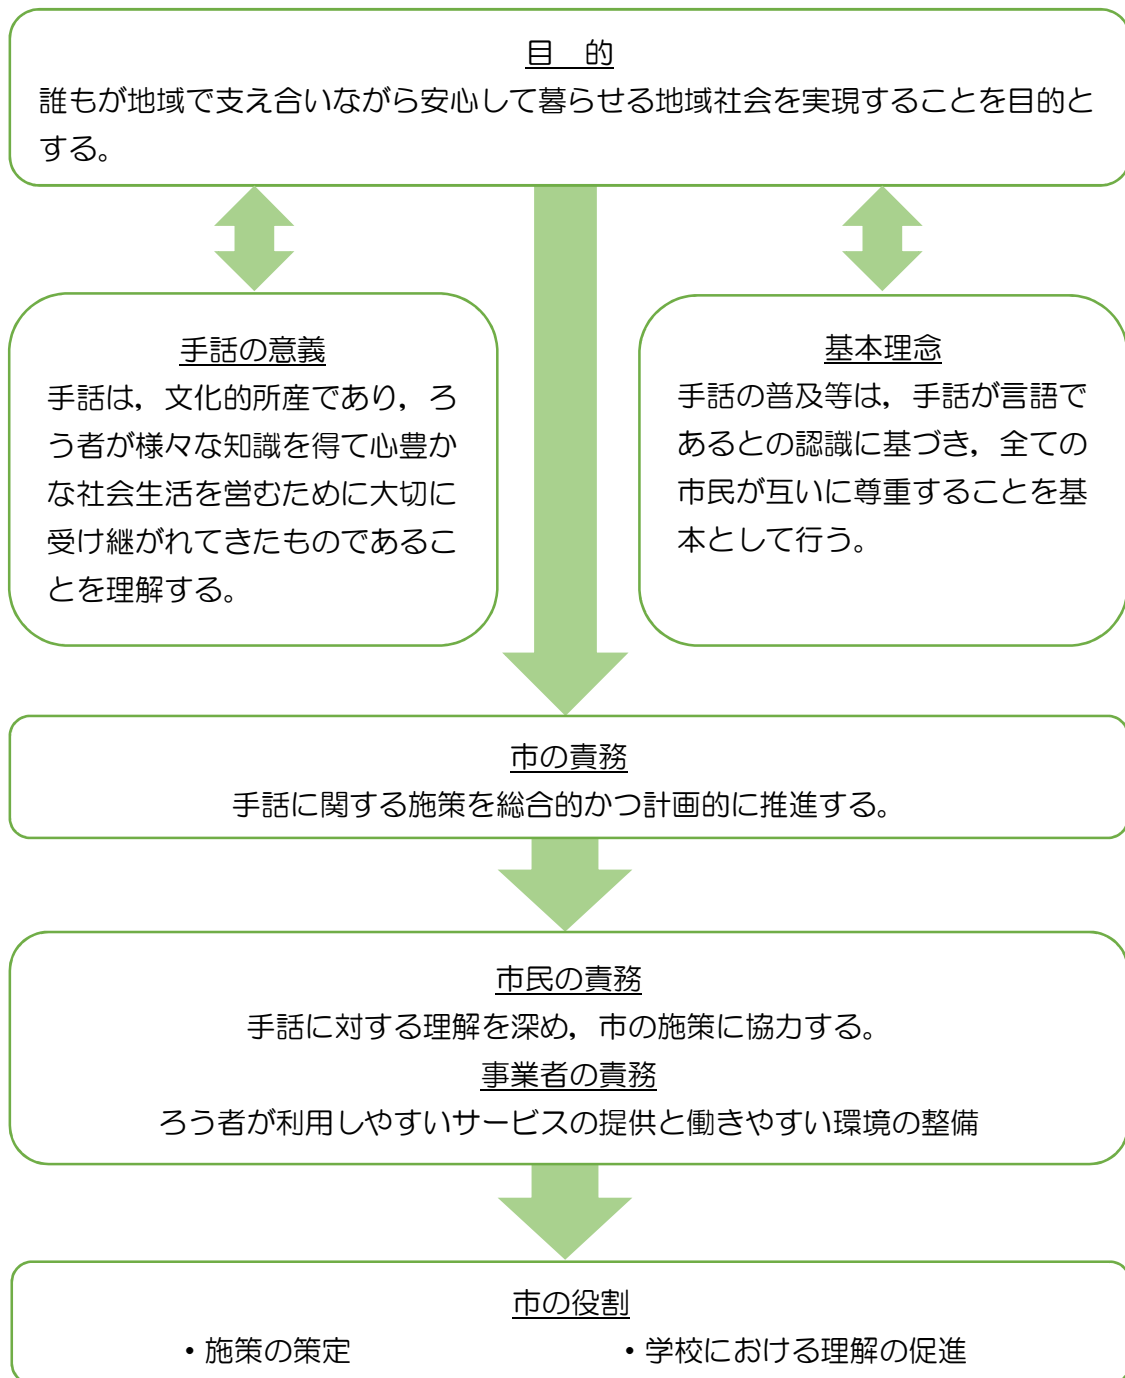 目　的
誰もが地域で支え合いながら安心して暮らせる地域社会を実現することを目的と
する。
手話の意義
手話は，文化的所産であり，ろ
う者が様々な知識を得て心豊か
な社会生活を営むために大切に
受け継がれてきたものであるこ
とを理解する。
基本理念
手話の普及等は，手話が言語で
あるとの認識に基づき，全ての
市民が互いに尊重することを基
本として行う。
市の責務
手話に関する施策を総合的かつ計画的に推進する。
市民の責務
手話に対する理解を深め，市の施策に協力する。
事業者の責務
ろう者が利用しやすいサービスの提供と働きやすい環境の整備
市の役割
・施策の策定　・学校における理解の促進